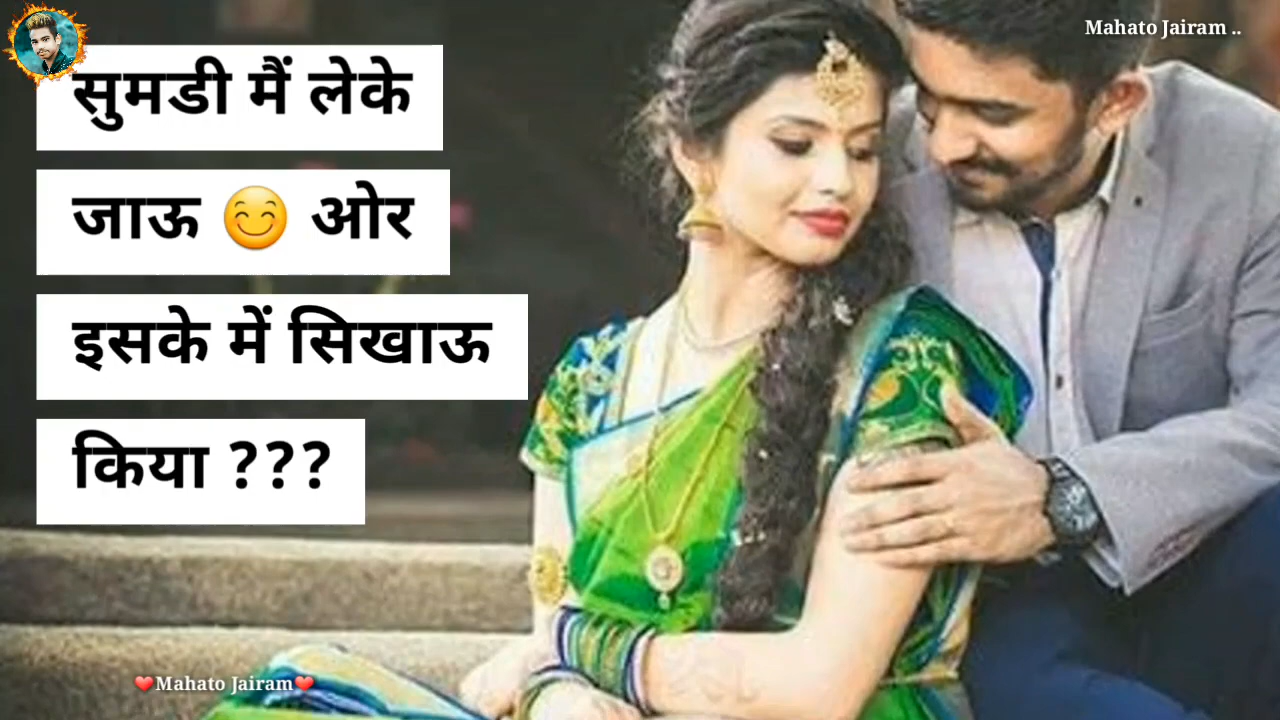 Mahato Jairam ..
सुमडी मैं लेके
जाऊ 😊 ओर
इसके में सिखाऊ
किया ???
❤Mahato Jairam❤